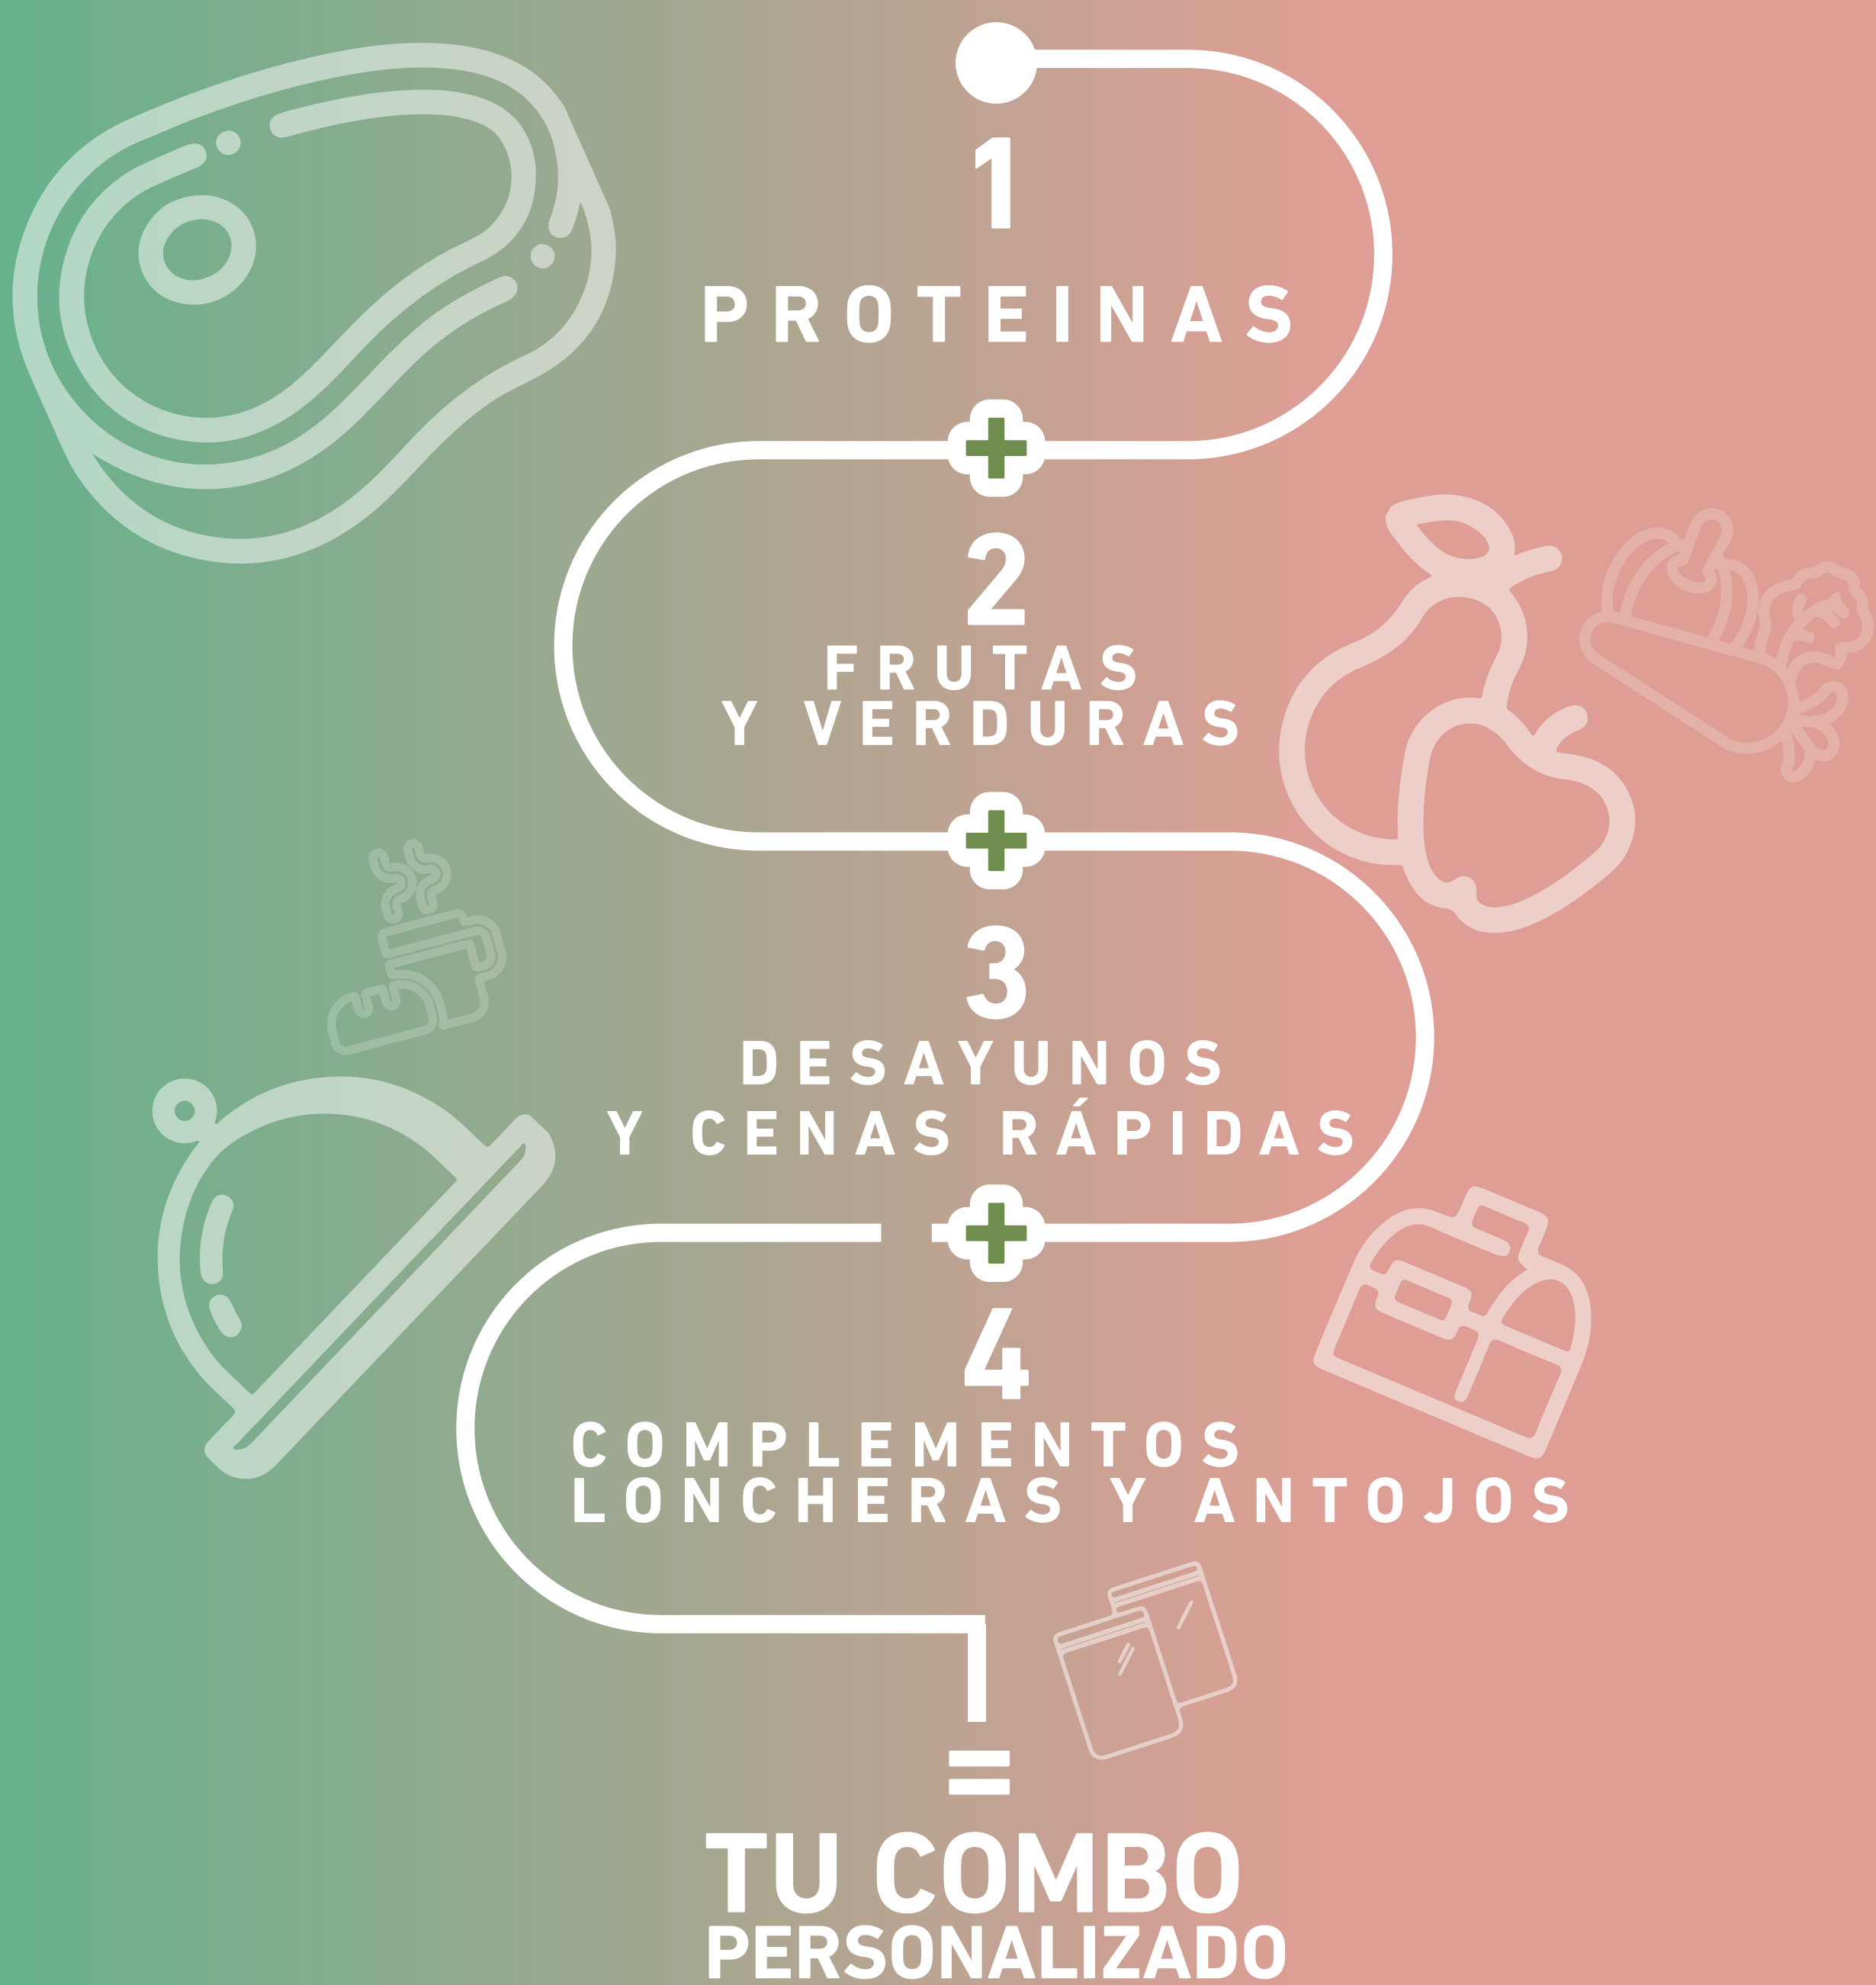 1
PROTEINAS
+
2
FRUTAS
Y VERDURAS
+
3
DESAYUNOS
Y CENAS RÁPIDAS
+
4
COMPLEMENTOS
LONCHERAS Y ANTOJOS
=
TU COMBO
PERSONALIZADO